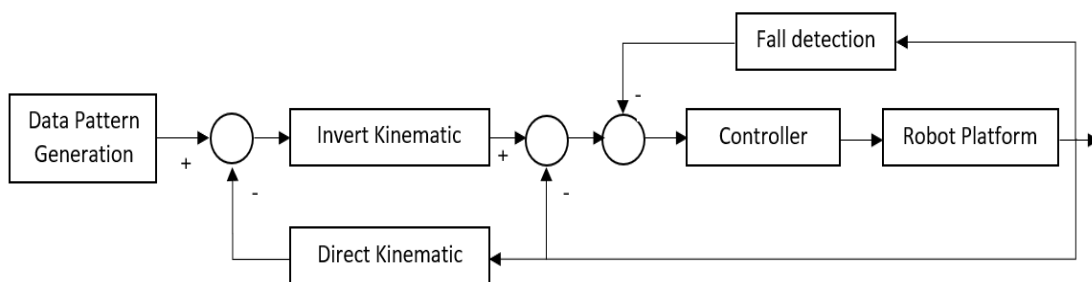 Fall detection
-
Data Pattern
Generation
Invert Kinematic
Controller
Robot Platform
+
+
-
-
Direct Kinematic